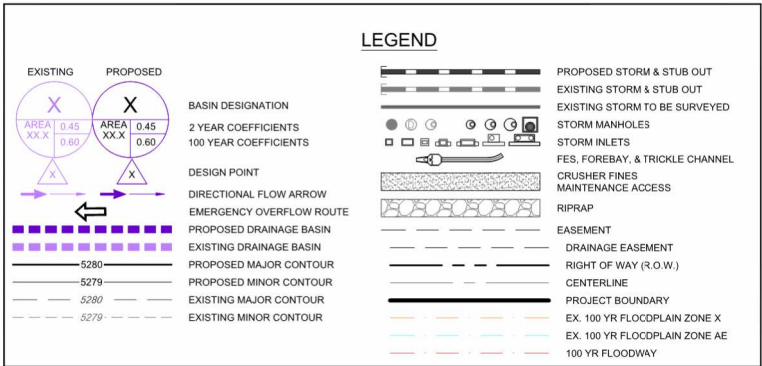 LEGEND
EXISTING PROPOSED
X X
BASIN DESIGNATION
AREA XX.X 0.45 AREA XX.X 0.45
2 YEAR COEFFICIENTS
0.60 0.60
100 YEAR COEFFICIENTS
X X
DESIGN POINT
DIRECTIONAL FLOW ARROW
EMERGENCY OVERFLOW ROUTE
PROPOSED DRAINAGE BASIN
EXISTING DRAINAGE BASIN
5280 PROPOSED MAJOR CONTOUR
5279 PROPOSED MINOR CONTOUR
5280 EXISTING MAJOR CONTOUR
5279 EXISTING MINOR CONTOUR
PROPOSED STORM & STUB OUT
EXISTING STORM & STUB OUT
EXISTING STORM TO BE SURVEYED
STORM MANHOLES
STORM INLETS
FES, FOREBAY, & TRICKLE CHANNEL
CRUSHER FINES
MAINTENANCE ACCESS
RIPRAP
EASEMENT
DRAINAGE EASEMENT
RIGHT OF WAY (R.O.W.)
CENTERLINE
PROJECT BOUNDARY
EX. 100 YR FLOODPLAIN ZONE X
EX. 100 YR FLOCDPLAIN ZONE AE
100 YR FLOODWAY